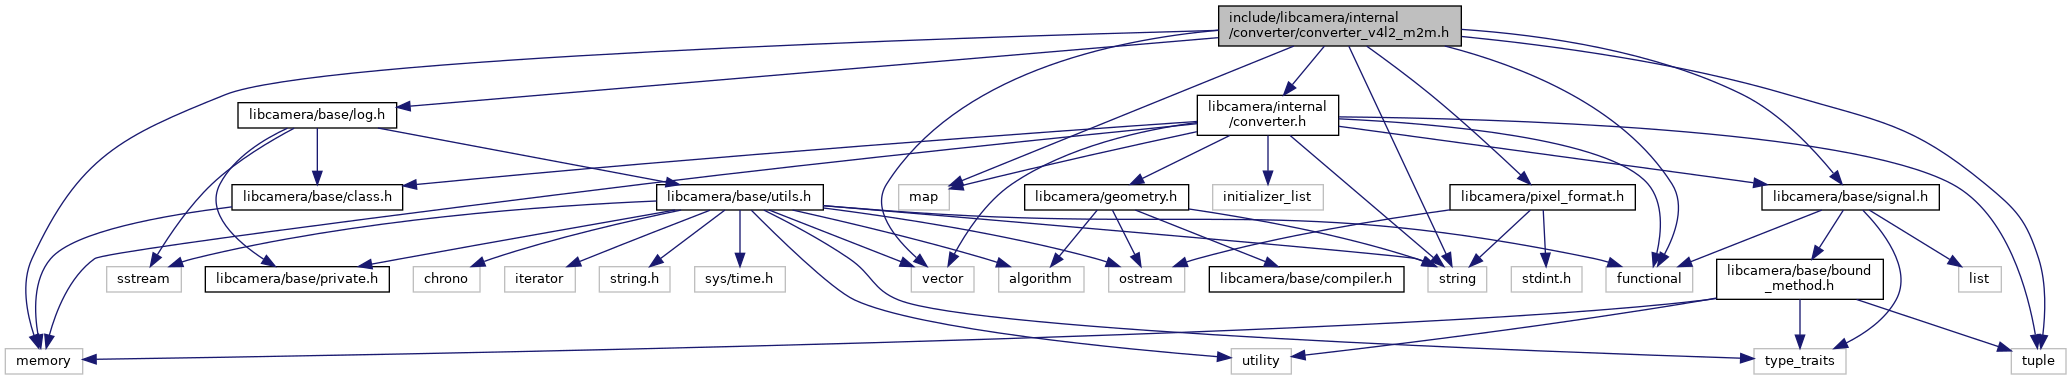 include/libcamera/internal
/converter/converter_v4l2_m2m.h
libcamera/base/log.h
libcamera/internal
/converter.h
libcamera/base/class.h
libcamera/base/utils.h
map
libcamera/geometry.h
initializer_list
libcamera/pixel_format.h
libcamera/base/signal.h
sstream
libcamera/base/private.h
chrono
iterator
string.h
sys/time.h
vector
algorithm
ostream
libcamera/base/compiler.h
string
stdint.h
functional
libcamera/base/bound
_method.h
list
memory
utility
type_traits
tuple